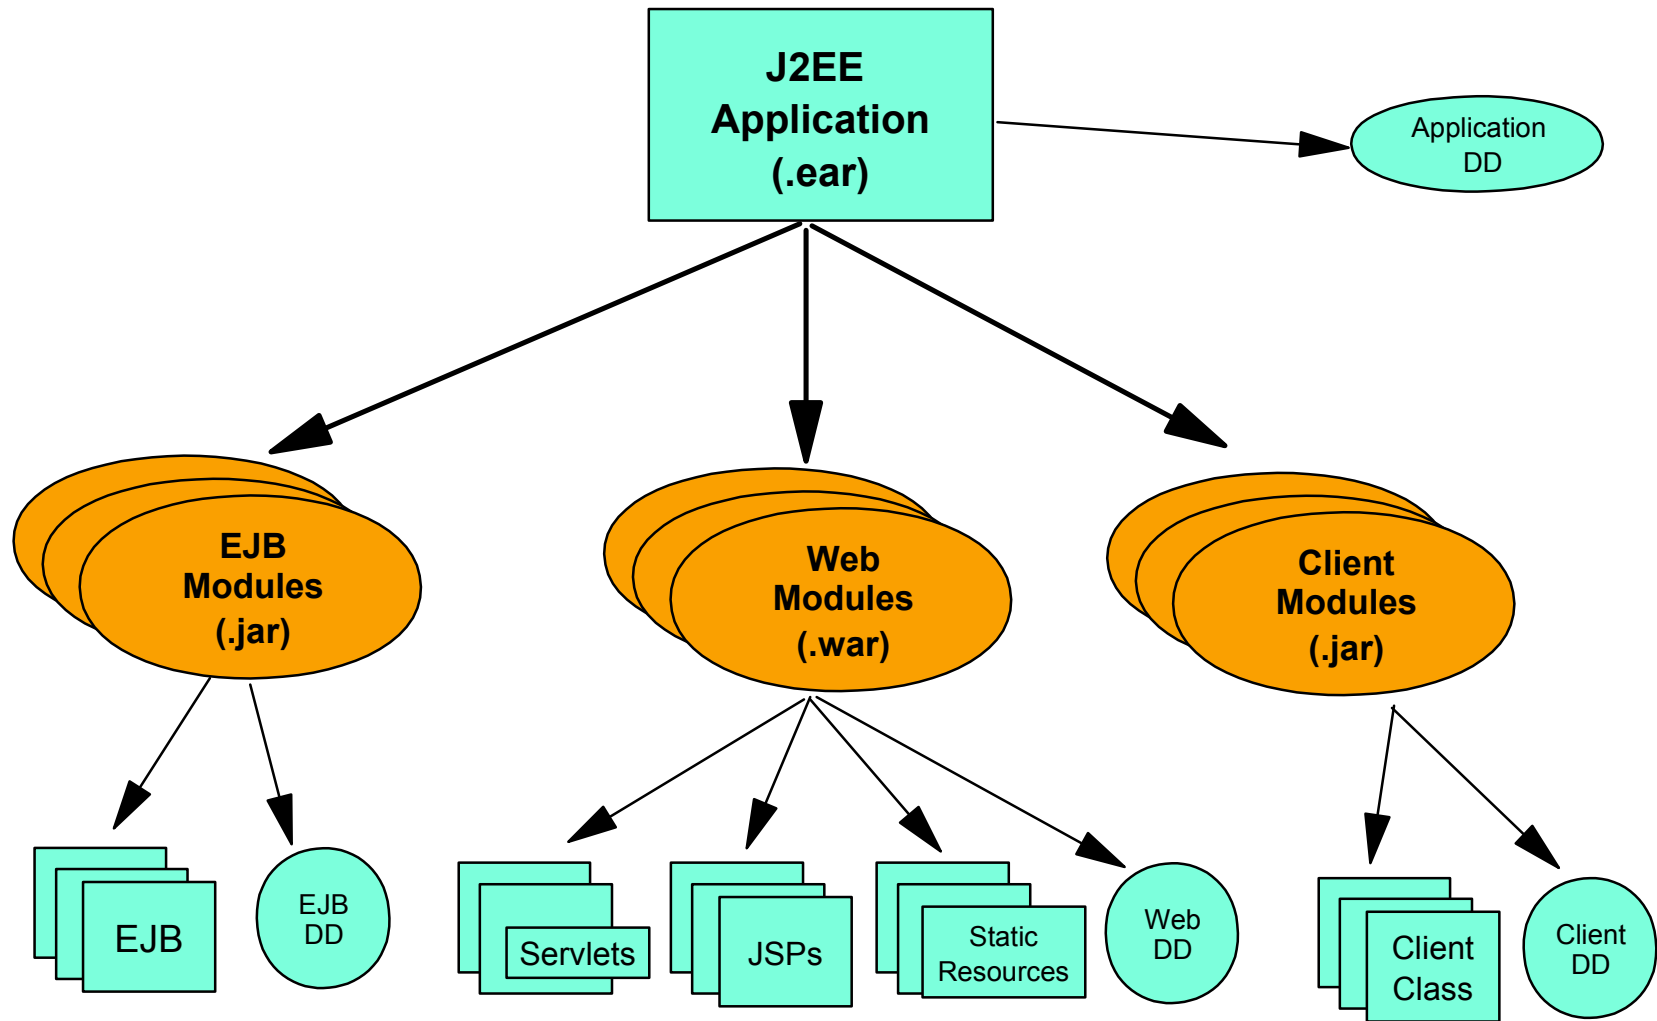 J2EE
Application
(.ear)
Application
DD
EJB
Modules
(.jar)
Web
Modules
(.war)
Client
Modules
(.jar)
EJB
EJB
DD
Servlets
JSPs
Static
Resources
Web
DD
Client
Class
Client
DD